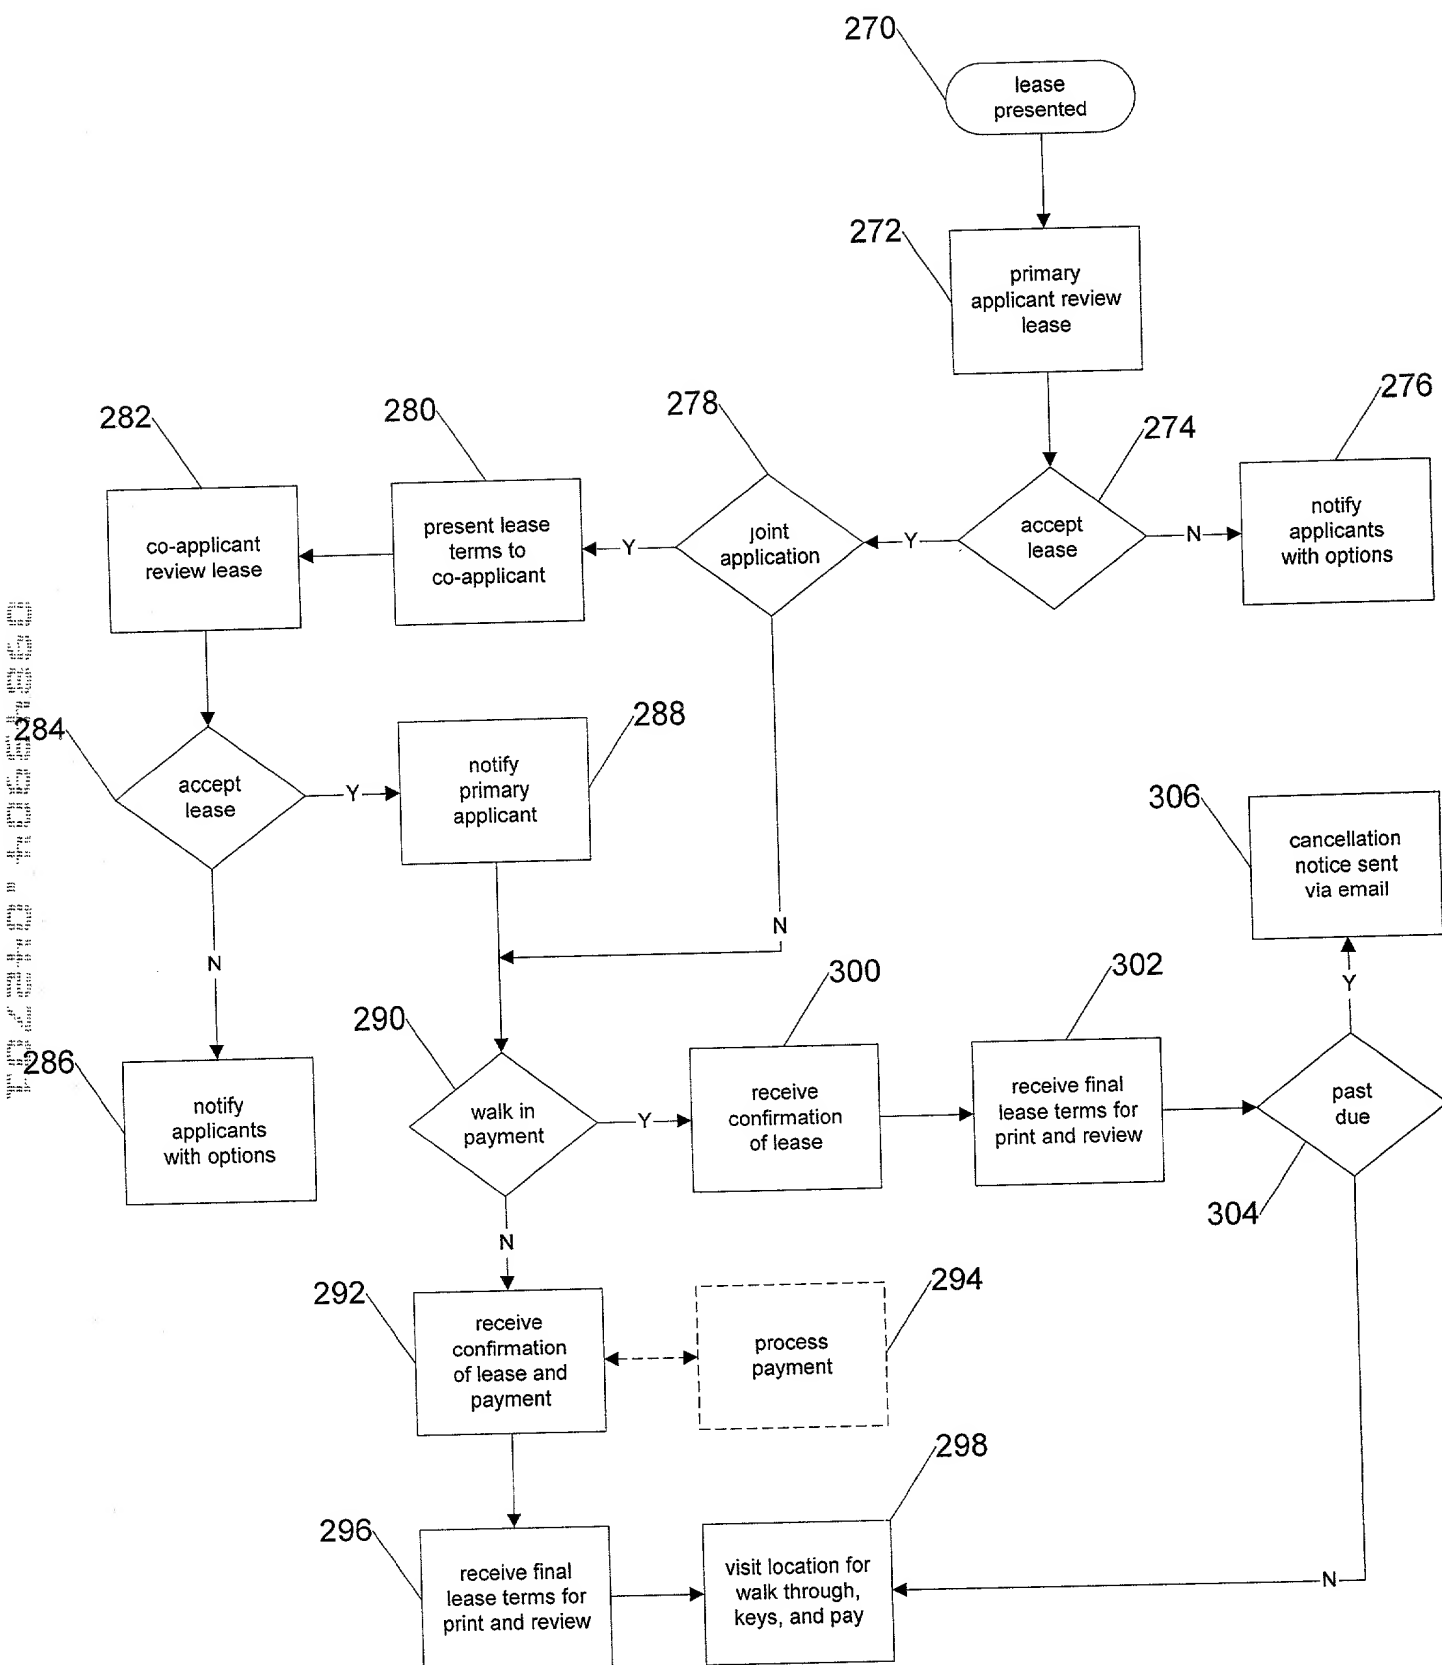 270
lease
presented
272
primary
applicant review
lease
282
280
278
274
276
co-applicant
review lease
present lease
terms to
co-applicant
Y
joint
application
Y
accept
lease
N
notify
applicants
with options
284
accept
lease
Y
288
notify
primary
applicant
306
cancellation
notice sent
via email
N
N
300
302
Y
286
notify
applicants
with options
290
walk in
payment
Y
receive
confirmation
of lease
receive final
lease terms for
print and review
past
due
304
N
292
receive
confirmation
of lease and
payment
294
process
payment
296
receive final
lease terms for
print and review
298
visit location for
walk through,
keys, and pay
N